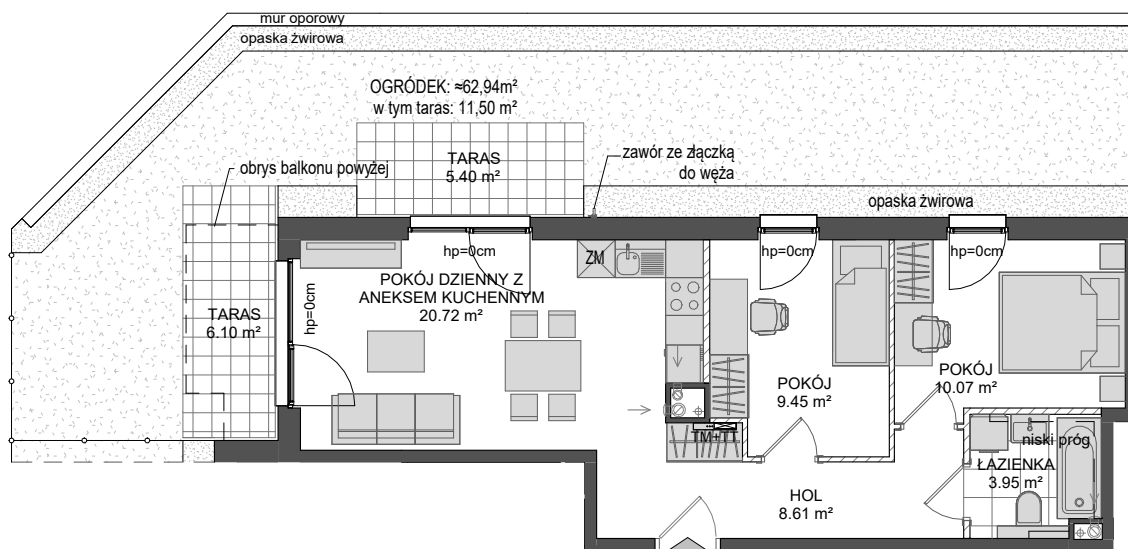 mur oporowy
opaska żwirowa
OGRÓDEK: ≈62,94m²
w tym taras: 11,50 m²
TARAS
5.40 m²
obrys balkonu powyżej
zawór ze złączką
do węża
opaska żwirowa
hp=0cm
ZM
hp=0cm
hp=0cm
POKÓJ DZIENNY Z
ANEKSEM KUCHENNYM
20.72 m²
hp=0cm
TARAS
6.10 m²
POKÓJ
9.45 m²
POKÓJ
10.07 m²
TM+TT
niski próg
ŁAZIENKA
3.95 m²
HOL
8.61 m²